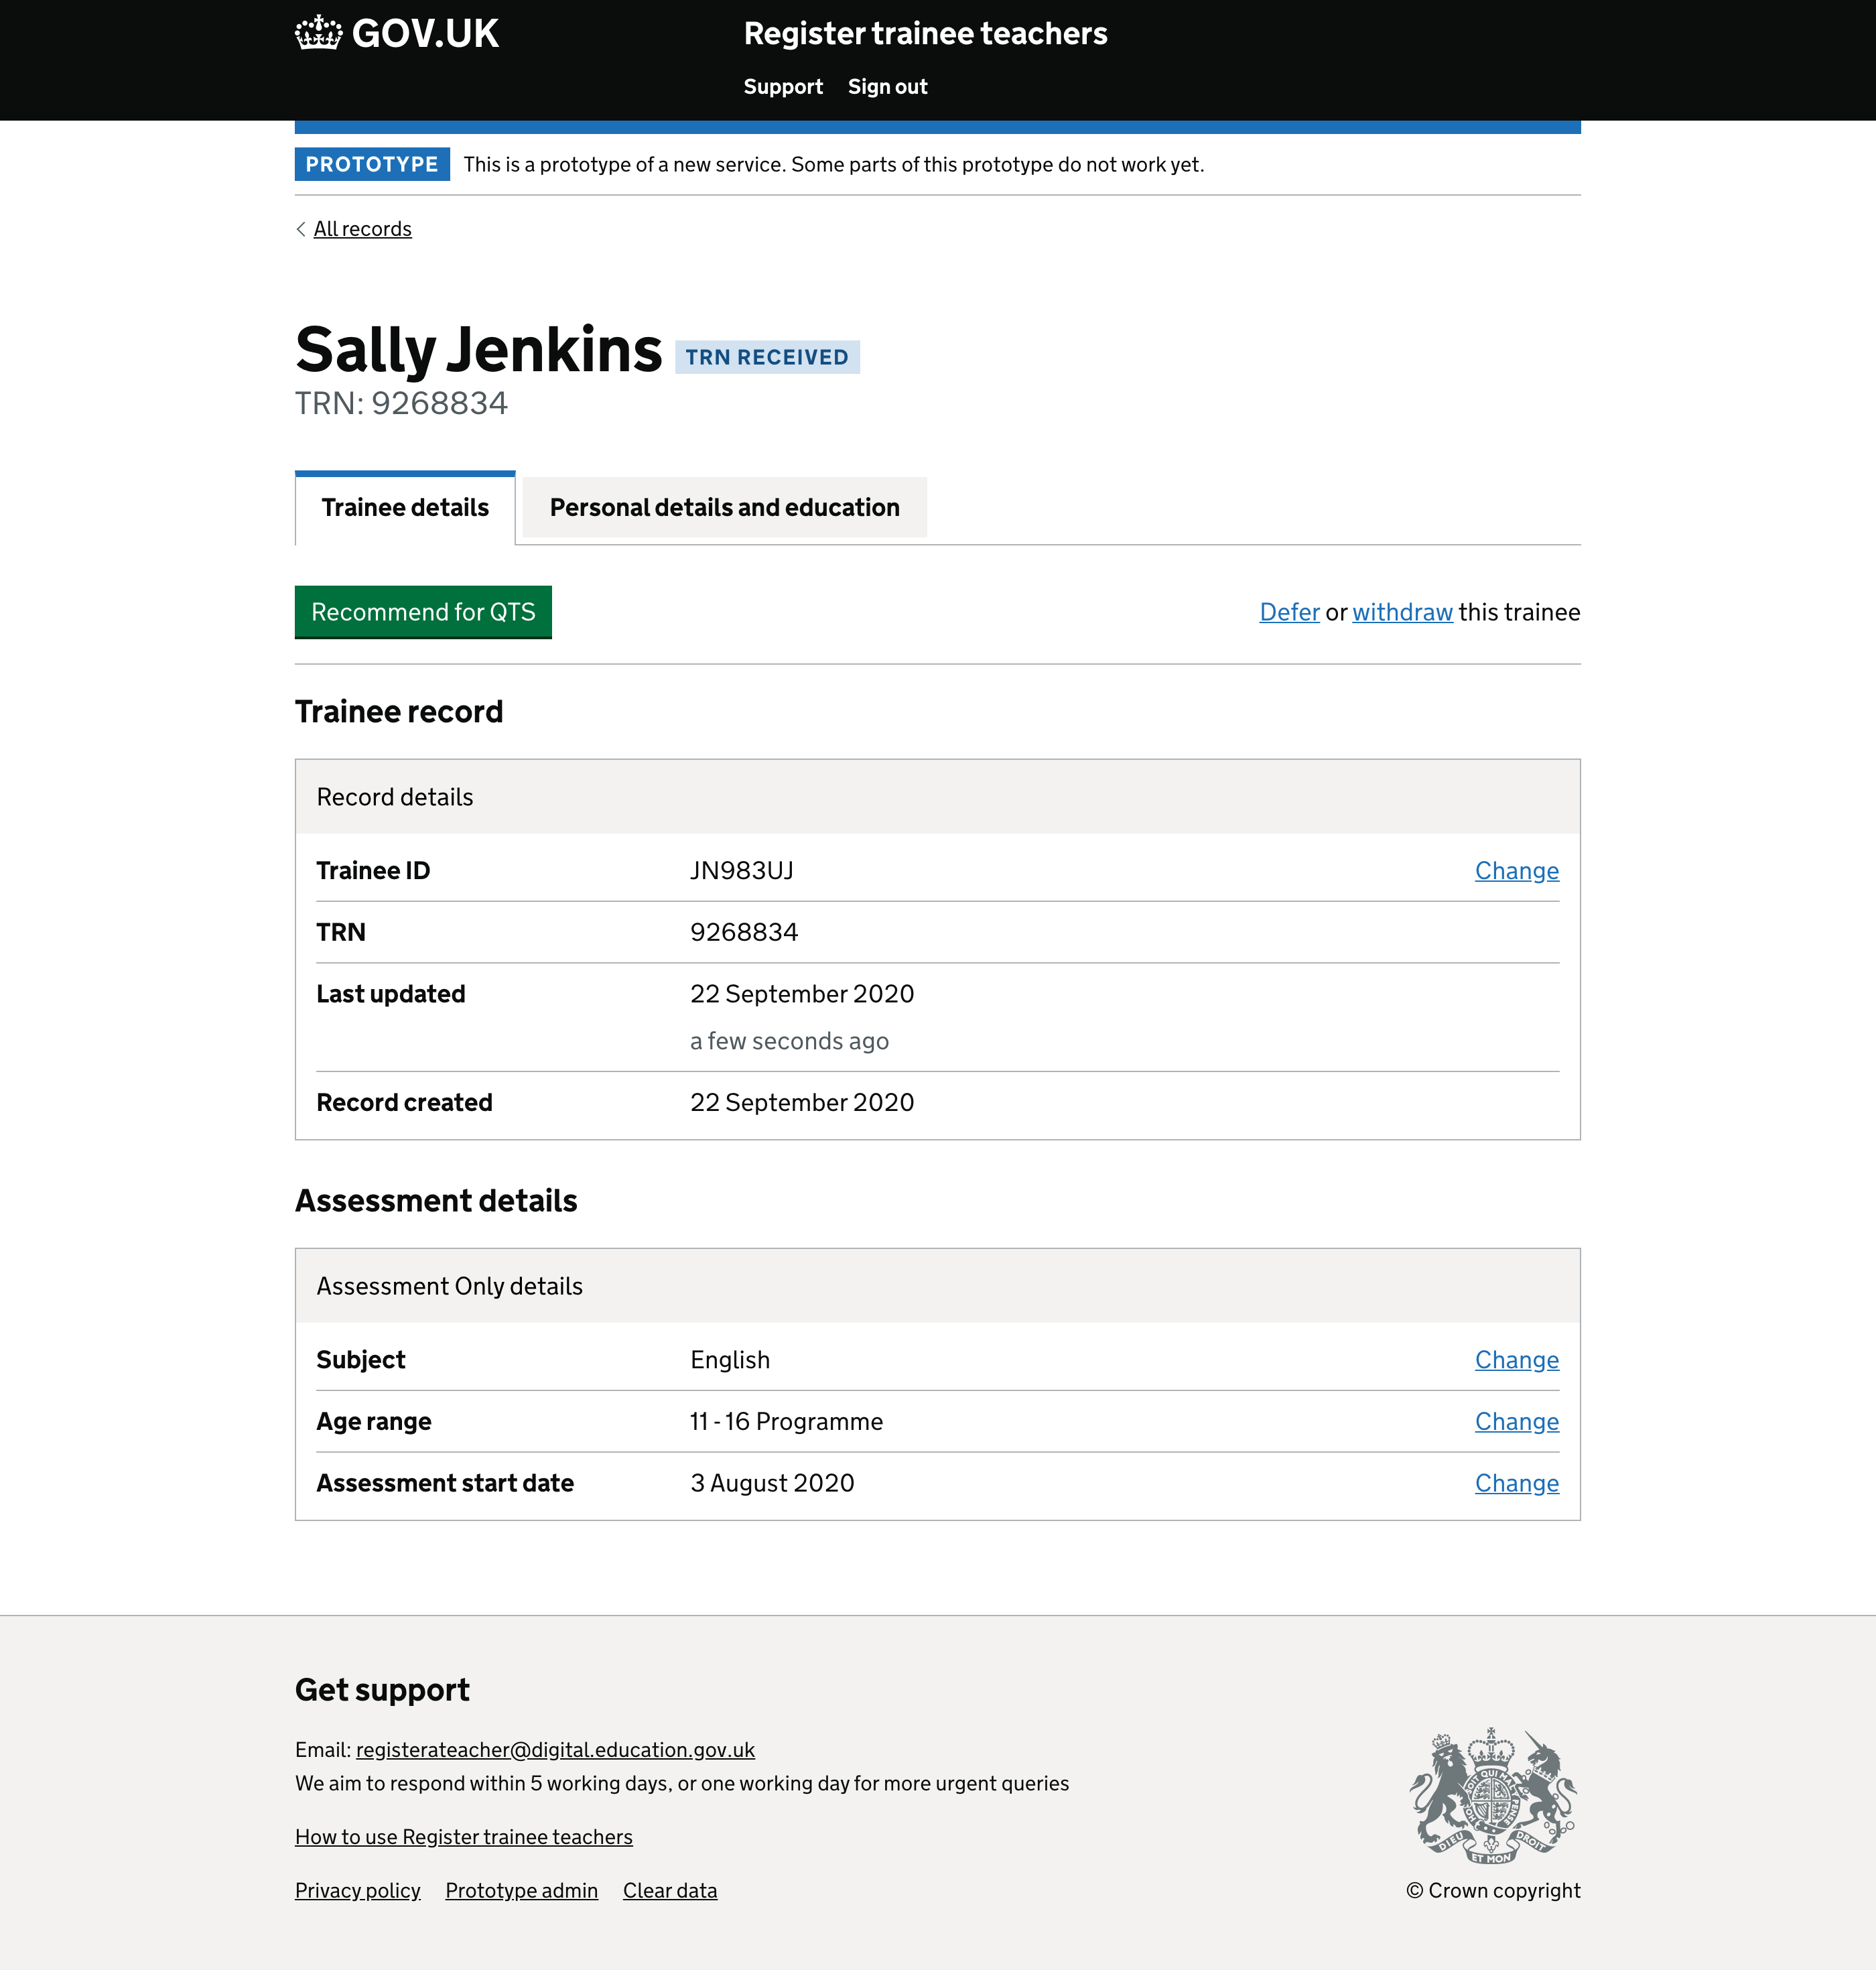 GOV.UK
Register trainee teachers
Support Sign out
PROTOTYPE This is a prototype of a new service. Some parts of this prototype do not work yet.
All records
Sally Jenkins TRN RECEIVED
TRN: 9268834
Trainee details Personal details and education
Recommend for QTS Defer or withdraw this trainee
Trainee record
Record details
Trainee ID JN983UJ Change
TRN 9268834
Last updated 22 September 2020
a few seconds ago
Record created 22 September 2020
Assessment details
Assessment Only details
Subject English Change
Age range 11 - 16 Programme Change
Assessment start date 3 August 2020 Change
Get support
Email: registerateacher@digital.education.gov.uk
We aim to respond within 5 working days, or one working day for more urgent queries
How to use Register trainee teachers
Privacy policy Prototype admin Clear data
DIEU ET MON DROIT
© Crown copyright